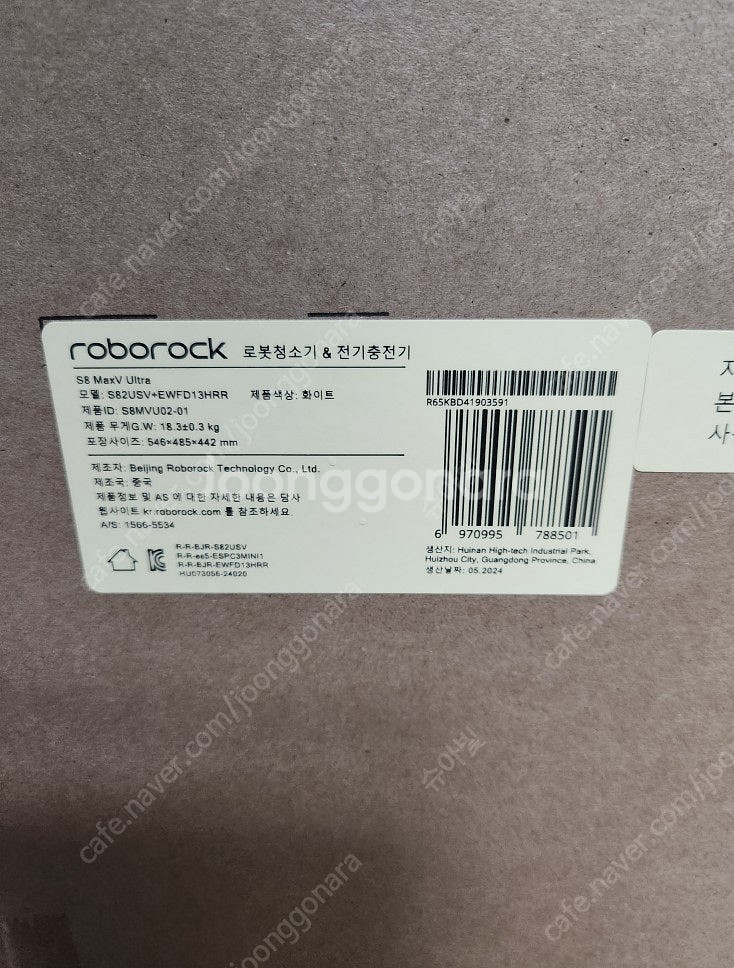 roborock 로봇청소기 & 전기충전기
S8 MaxV Ultra
모델: S82USV+EWFD13HRR 제품색상: 화이트
제품ID: S8MVU02-01
제품 무게G.W: 18.3±0.3 kg
포장사이즈: 546×485×442 mm
제조자: Beijing Roborock Technology Co., Ltd.
제조국: 중국
제품정보 및 AS 에 대한 자세한 내용은 당사
웹사이트 kr.roborock.com 를 참조하세요
A/S: 1566-5534
R-R-BJR-S82USV
R-R-ee5-ESPC3MINI1
R-R-BJR-EWFD13HRR
HU073056-24020
R65KBD41903591
6 970995 788501
생산지: Huinan High-tech Industrial Park,
Huizhou City, Guangdong Province, China
생산날짜: 05.2024
본
사
Joonggonara
cafe.naver.com/joonggonara
슈아빛